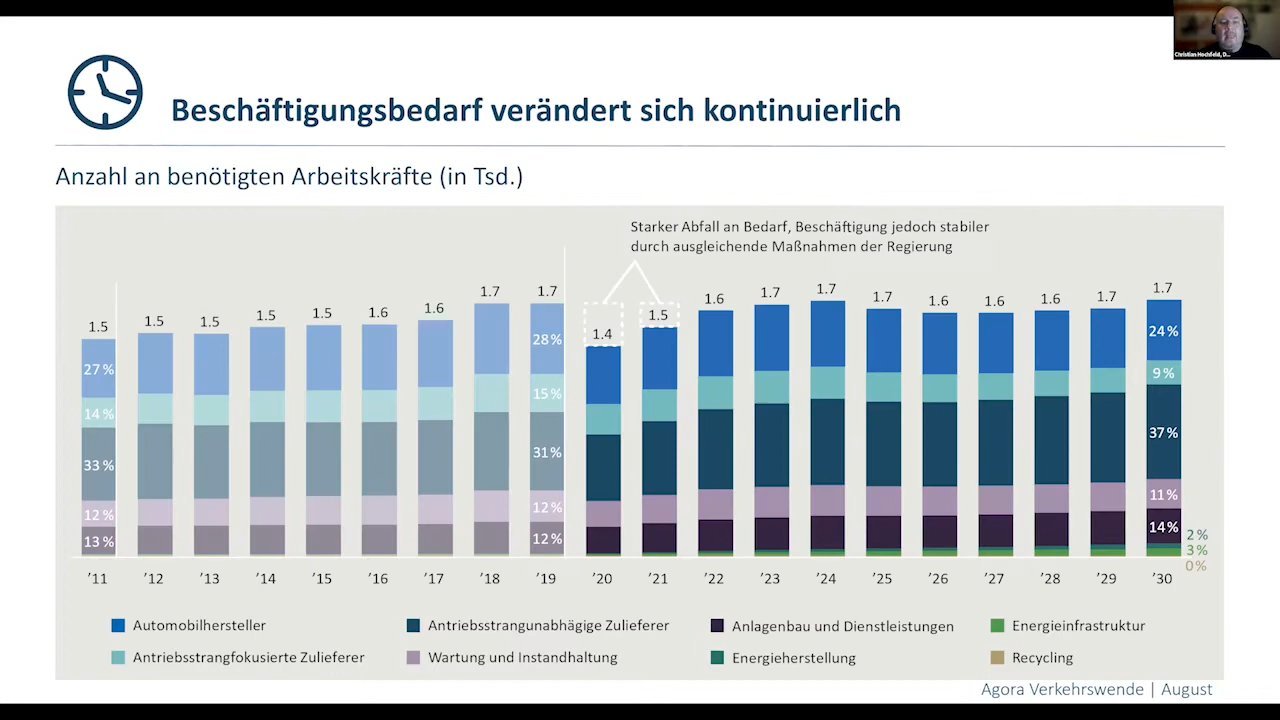 Christian Hochfeld, D...
Beschäftigungsbedarf verändert sich kontinuierlich
Anzahl an benötigten Arbeitskräfte (in Tsd.)
Starker Abfall an Bedarf, Beschäftigung jedoch stabiler
durch ausgleichende Maßnahmen der Regierung
1.5 1.5 1.5 1.5 1.5 1.6 1.6 1.7 1.7 1.4 1.5 1.6 1.7 1.7 1.7 1.6 1.6 1.6 1.7 1.7
27 % 28 % 24 %
14 % 15 % 9 %
33 % 31 % 37 %
12 % 12 % 11 %
13 % 12 % 14 %
2 %
3 %
0 %
’11 ’12 ’13 ’14 ’15 ’16 ’17 ’18 ’19 ’20 ’21 ’22 ’23 ’24 ’25 ’26 ’27 ’28 ’29 ’30
Automobilhersteller Antriebsstrangunabhägige Zulieferer Anlagenbau und Dienstleistungen Energieinfrastruktur
Antriebsstrangfokusierte Zulieferer Wartung und Instandhaltung Energieherstellung Recycling
Agora Verkehrswende | August